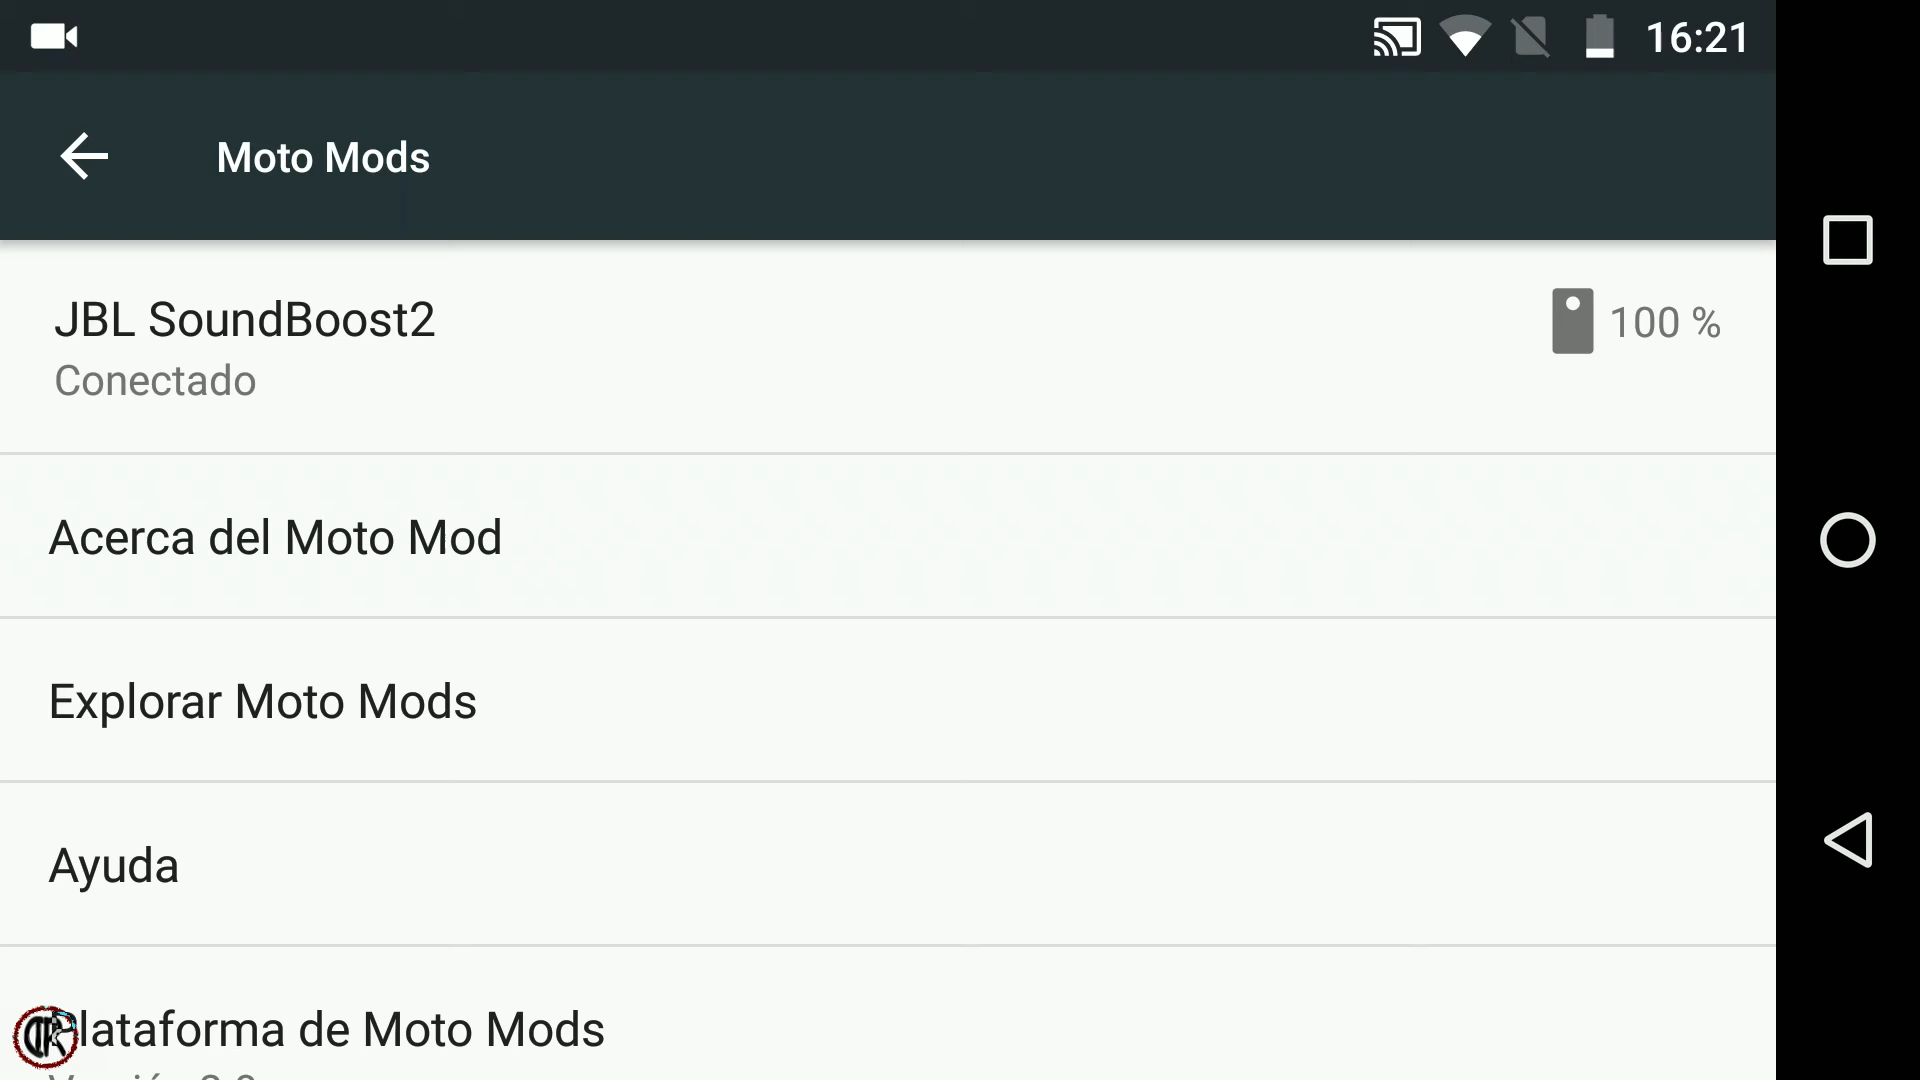 16:21
Moto Mods
JBL SoundBoost2
100 %
Conectado
Acerca del Moto Mod
Explorar Moto Mods
Ayuda
Plataforma de Moto Mods